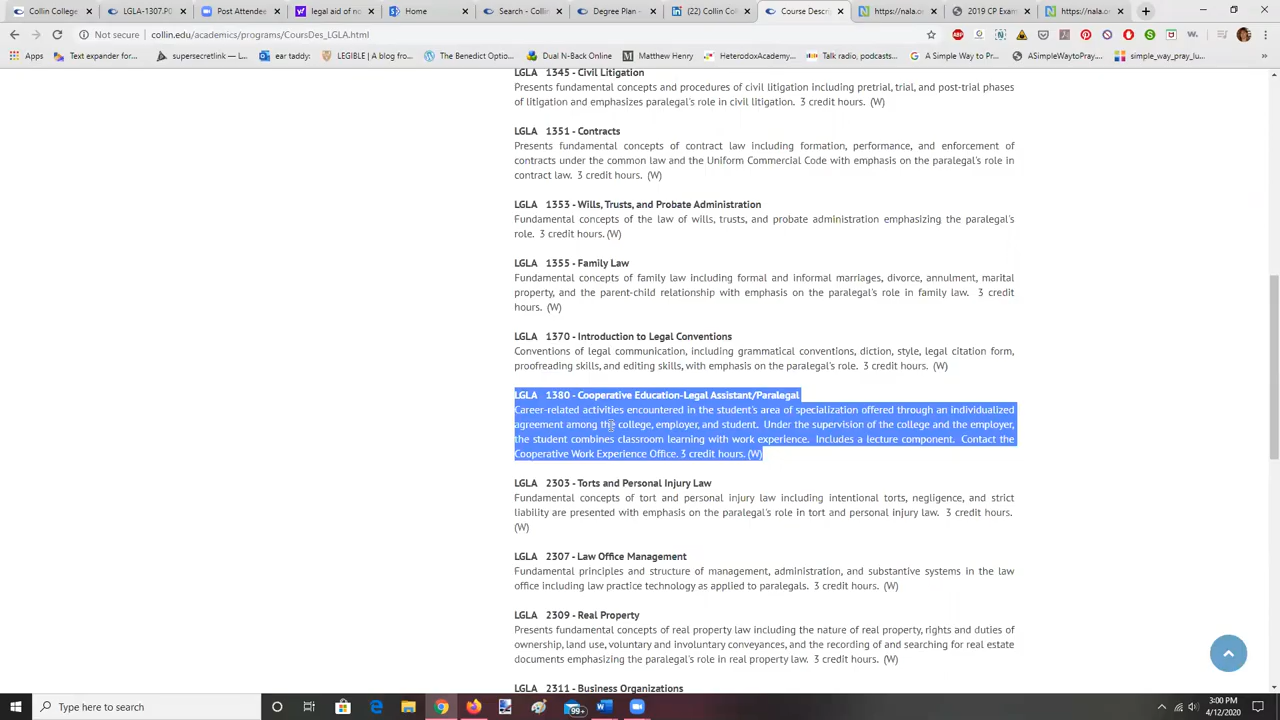 Collin College
LGLA-1307.PC
Post Attende
legal aid of no
Home
Search - Collin
Degree Plan -
(22) Collin Co
Course Descri
https://nala.o
2019 CP Exam
https://nala.o
Not secure | collin.edu/academics/programs/CoursDes_LGLA.html
Apps
supersecretlink —
ear taddy:
LEGIBLE | a blog f...
The Benedict Optio...
Dual N-Back Online
Matthew Henry
HeterodoxAcademy...
Talk radio, podcasts...
A Simple Way to Pr...
#ASimpleWaytoPray...
simple_way_pray_lu...
LGLA 1345 - Civil Litigation
Presents fundamental concepts and procedures of civil litigation including pretrial, trial, and post-trial phases
of litigation and emphasizes paralegal's role in civil litigation. 3 credit hours. (W)
LGLA 1351 - Contracts
Presents fundamental concepts of contract law including formation, performance, and enforcement of
contracts under the common law and the Uniform Commercial Code with emphasis on the paralegal's role in
contract law. 3 credit hours. (W)
LGLA 1353 - Wills, Trusts, and Probate Administration
Fundamental concepts of the law of wills, trusts, and probate administration emphasizing the paralegal's
role. 3 credit hours. (W)
LGLA 1355 - Family Law
Fundamental concepts of family law including formal and informal marriages, divorce, annulment, marital
property, and the parent-child relationship with emphasis on the paralegal's role in family law. 3 credit
hours. (W)
LGLA 1370 - Introduction to Legal Conventions
Conventions of legal communication, including grammatical conventions, diction, style, legal citation form,
proofreading skills, and editing skills, with emphasis on the paralegal's role. 3 credit hours. (W)
LGLA 1380 - Cooperative Education-Legal Assistant/Paralegal
Career-related activities encountered in the student's area of specialization offered through an individualized
agreement among the college, employer, and student. Under the supervision of the college and the employer,
the student combines classroom learning with work experience. Includes a lecture component. Contact the
Cooperative Work Experience Office. 3 credit hours. (W)
LGLA 2303 - Torts and Personal Injury Law
Fundamental concepts of tort and personal injury law including intentional torts, negligence, and strict
liability are presented with emphasis on the paralegal's role in tort and personal injury law. 3 credit hours.
(W)
LGLA 2307 - Law Office Management
Fundamental principles and structure of management, administration, and substantive systems in the law
office including law practice technology as applied to paralegals. 3 credit hours. (W)
LGLA 2309 - Real Property
Presents fundamental concepts of real property law including the nature of real property, rights and duties of
ownership, land use, voluntary and involuntary conveyances, and the recording of and searching for real estate
documents emphasizing the paralegal's role in real property law. 3 credit hours. (W)
LGLA 2311 - Business Organizations
Type here to search
99+
3:00 PM
4/12/2020